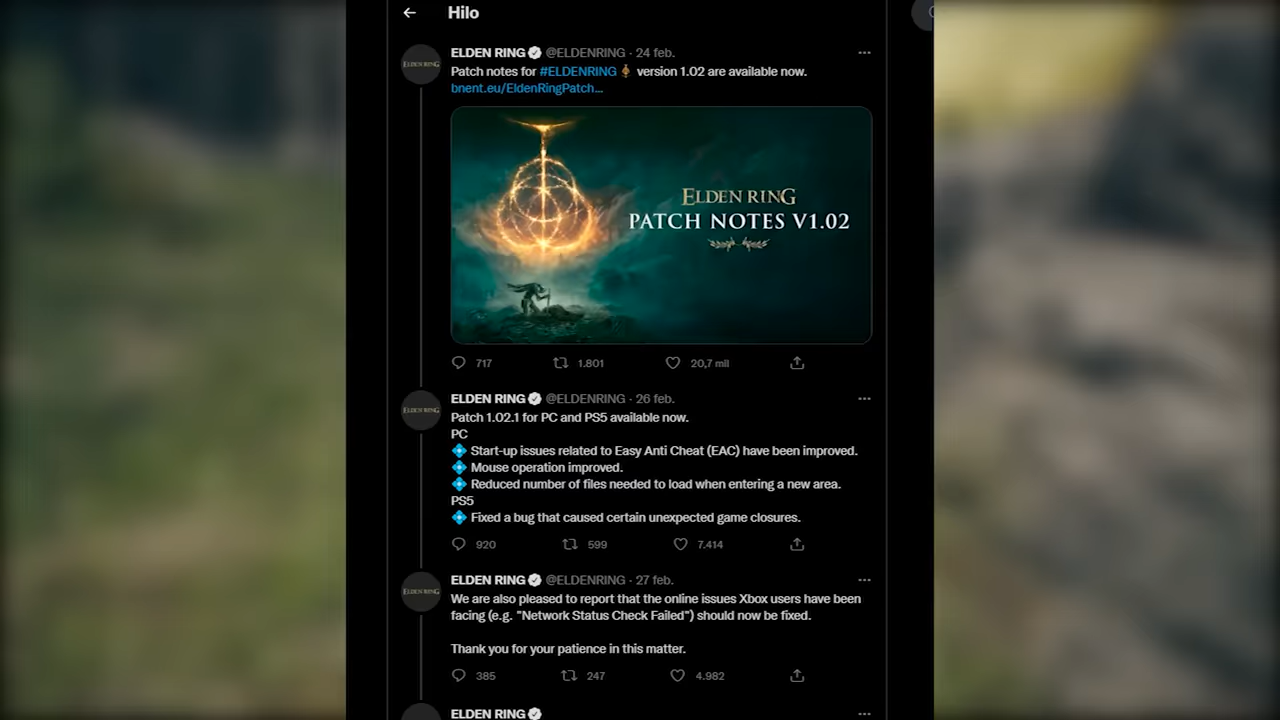 Hilo
ELDEN RING @ELDENRING · 24 feb.
Patch notes for #ELDENRING version 1.02 are available now.
bnent.eu/EldenRingPatch...
ELDEN RING
PATCH NOTES V1.02
717 1.801 20,7 mil
ELDEN RING
ELDEN RING @ELDENRING · 26 feb.
Patch 1.02.1 for PC and PS5 available now.
PC
Start-up issues related to Easy Anti Cheat (EAC) have been improved.
Mouse operation improved.
Reduced number of files needed to load when entering a new area.
PS5
Fixed a bug that caused certain unexpected game closures.
920 599 7.414
ELDEN RING
ELDEN RING @ELDENRING · 27 feb.
We are also pleased to report that the online issues Xbox users have been
facing (e.g. "Network Status Check Failed") should now be fixed.
Thank you for your patience in this matter.
385 247 4.982
ELDEN RING
ELDEN RING